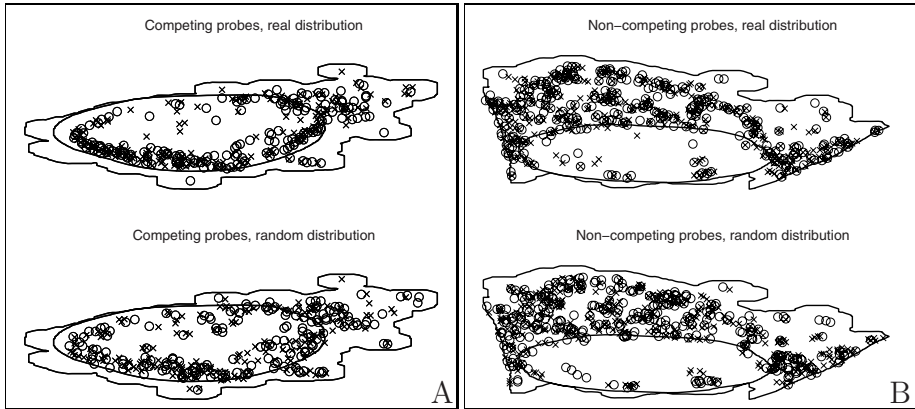 Competing probes, real distribution
Competing probes, random distribution
A
Non−competing probes, real distribution
Non−competing probes, random distribution
B